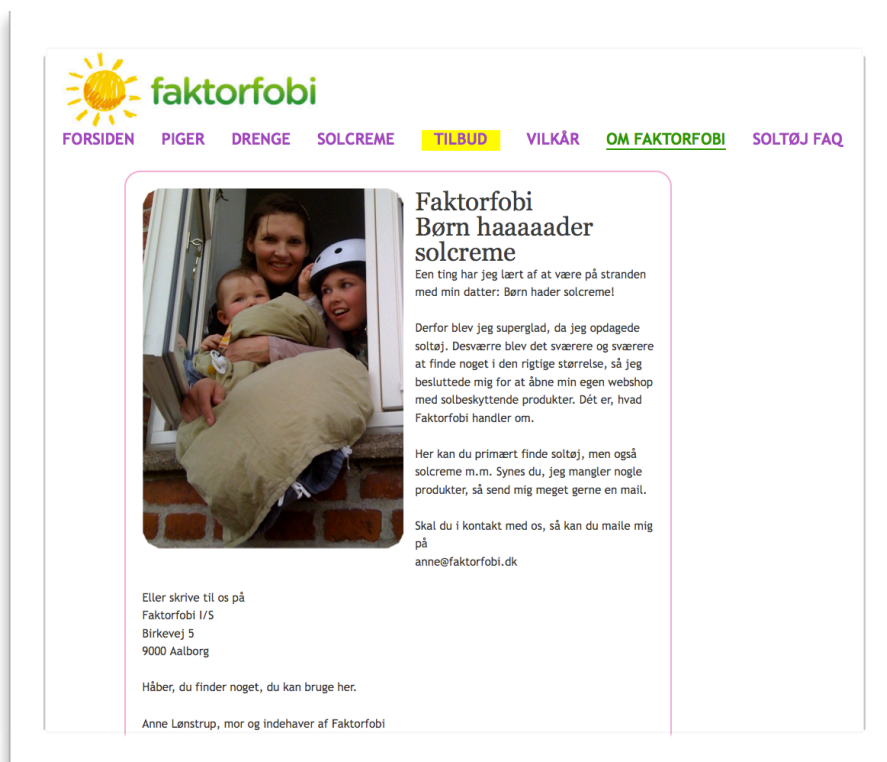 faktorfobi
FORSIDEN PIGER DRENGE SOLCREME TILBUD VILKÅR OM FAKTORFOBI SOLTØJ FAQ
Faktorfobi
Børn haaaaader
solcreme
Een ting har jeg lært af at være på stranden
med min datter: Børn hader solcreme!
Derfor blev jeg superglad, da jeg opdagede
soltøj. Desværre blev det sværere og sværere
at finde noget i den rigtige størrelse, så jeg
besluttede mig for at åbne min egen webshop
med solbeskyttende produkter. Dét er, hvad
Faktorfobi handler om.
Her kan du primært finde soltøj, men også
solcreme m.m. Synes du, jeg mangler nogle
produkter, så send mig meget gerne en mail.
Skal du i kontakt med os, så kan du maile mig
på
anne@faktorfobi.dk
Eller skrive til os på
Faktorfobi I/S
Birkevej 5
9000 Aalborg
Håber, du finder noget, du kan bruge her.
Anne Lønstrup, mor og indehaver af Faktorfobi